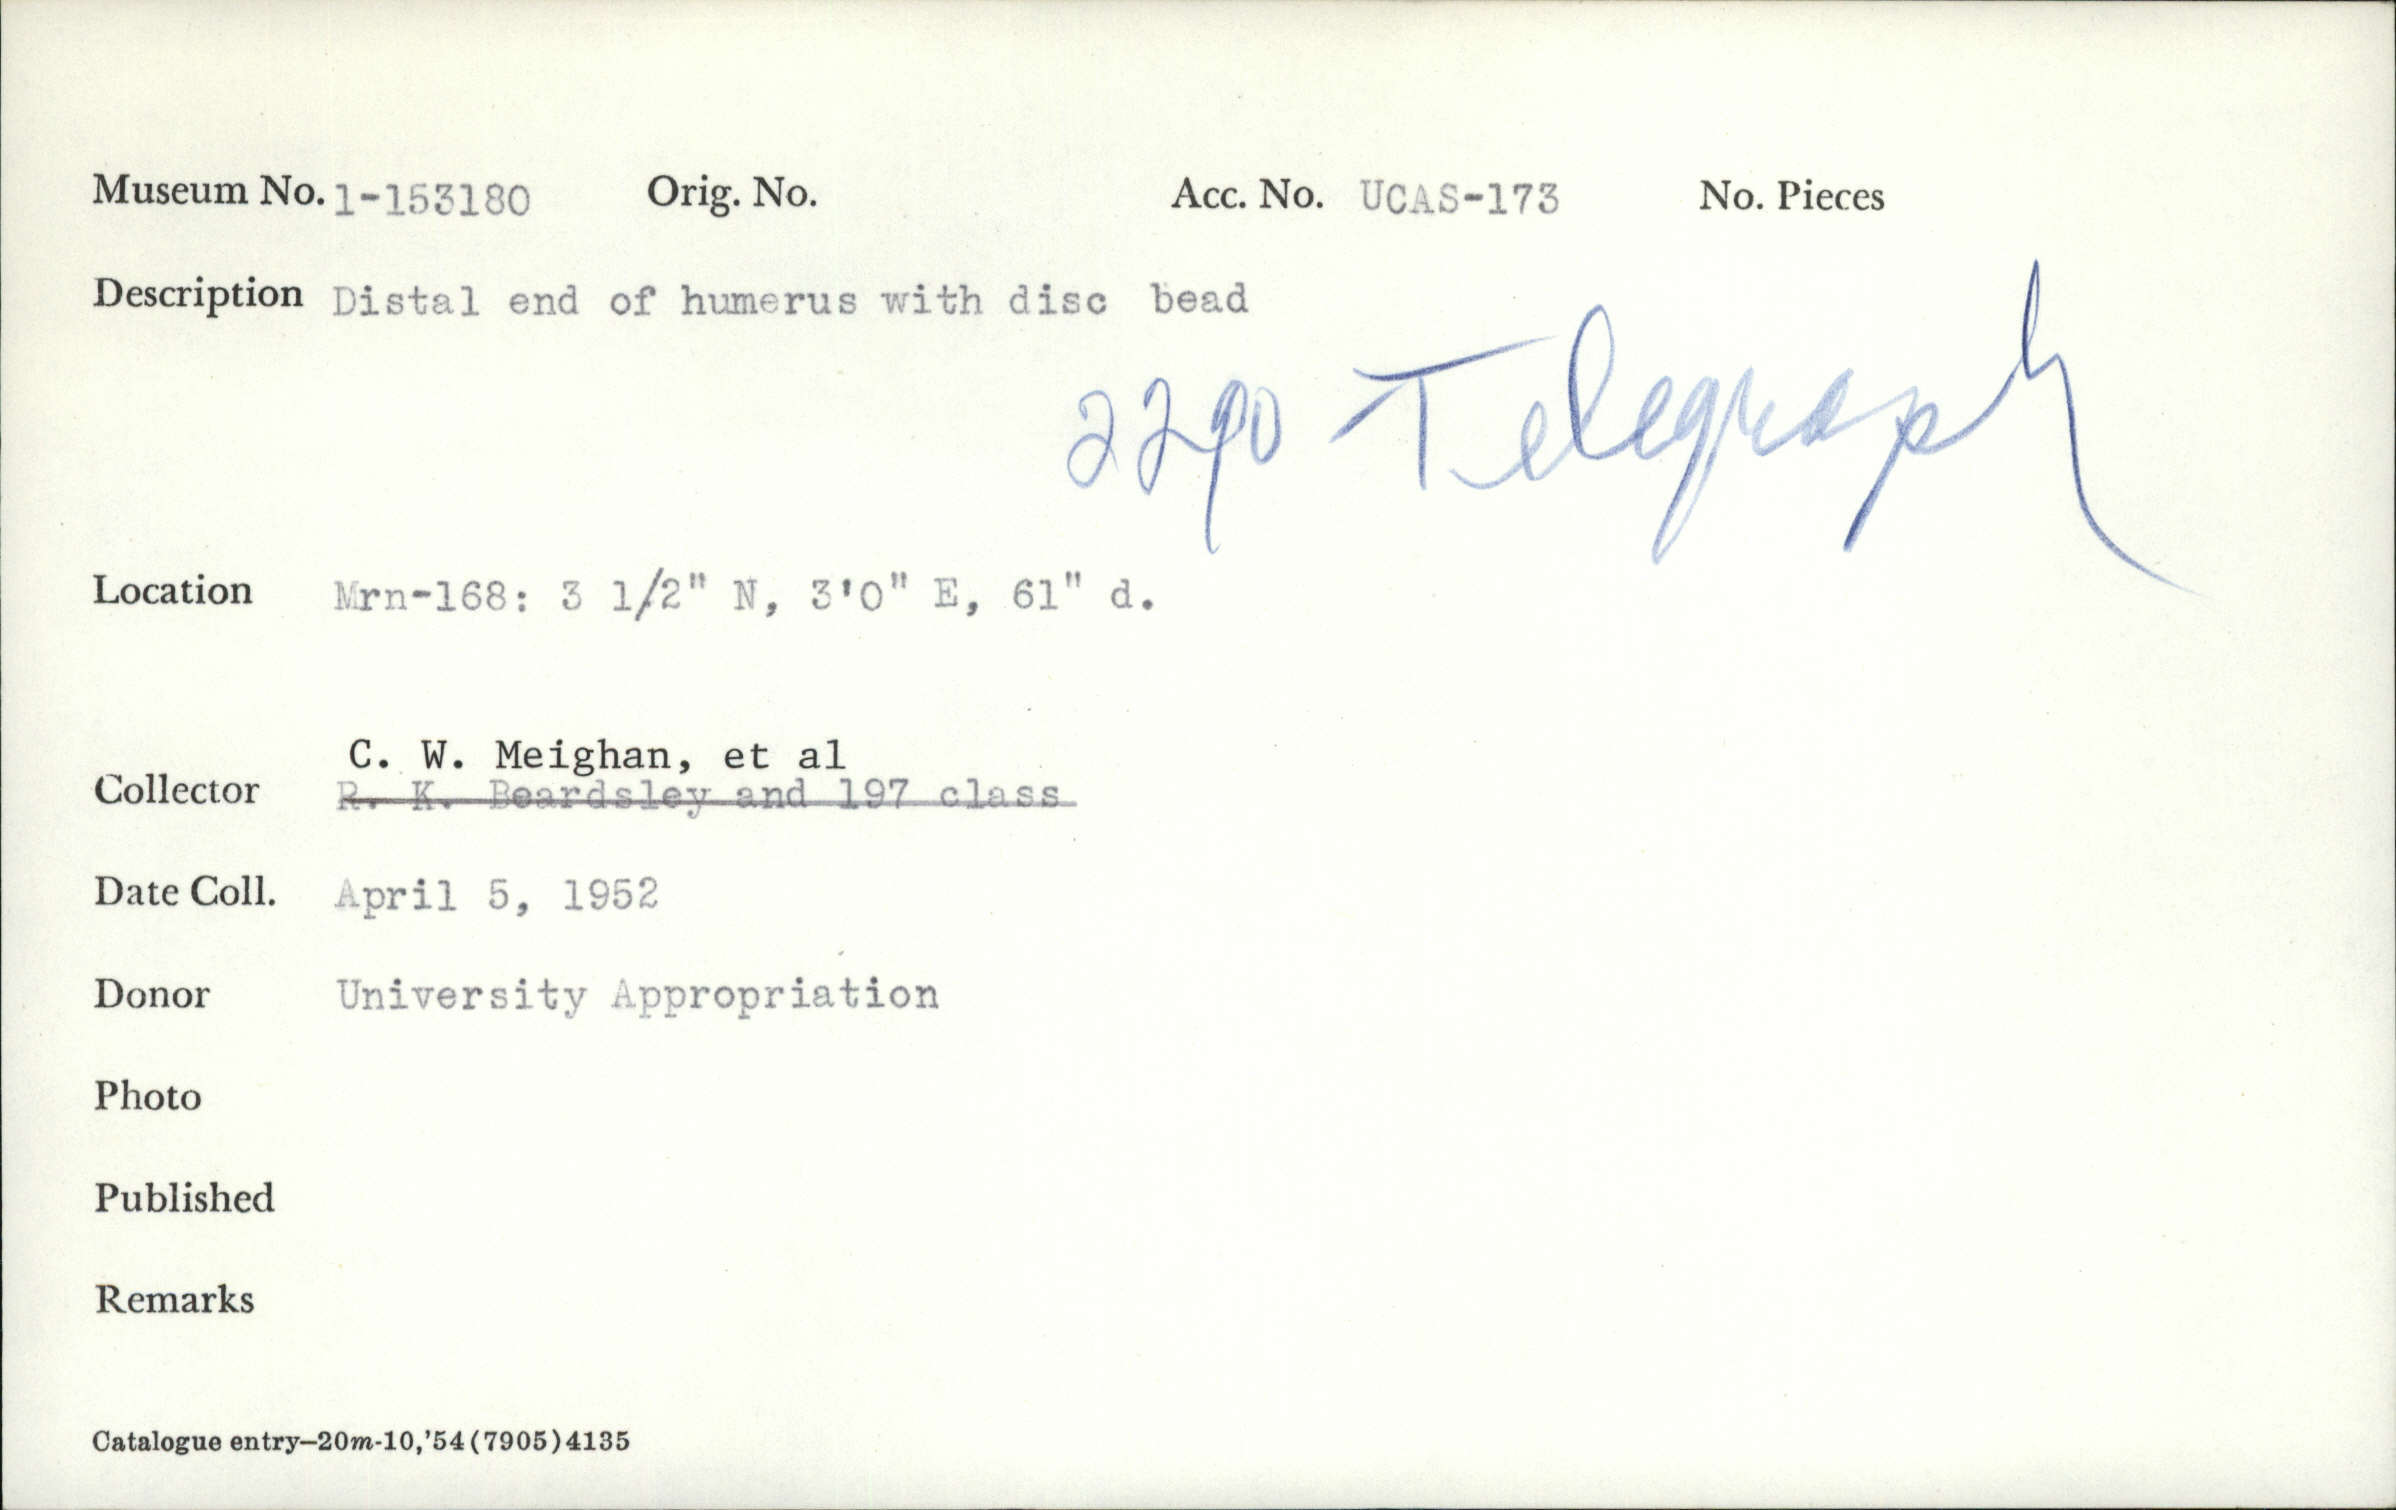 Museum No. 1-153180 Orig. No. Acc. No. UCAS-173 No. Pieces
Description Distal end of humerus with disc bead
2290 Telegraph
Location Mrn-168: 3 1/2" N, 3'0" E, 61" d.
C. W. Meighan, et al
Collector R. K. Beardsley and 197 class
Date Coll. April 5, 1952
Donor University Appropriation
Photo
Published
Remarks
Catalogue entry—20m-10,'54(7905)4135